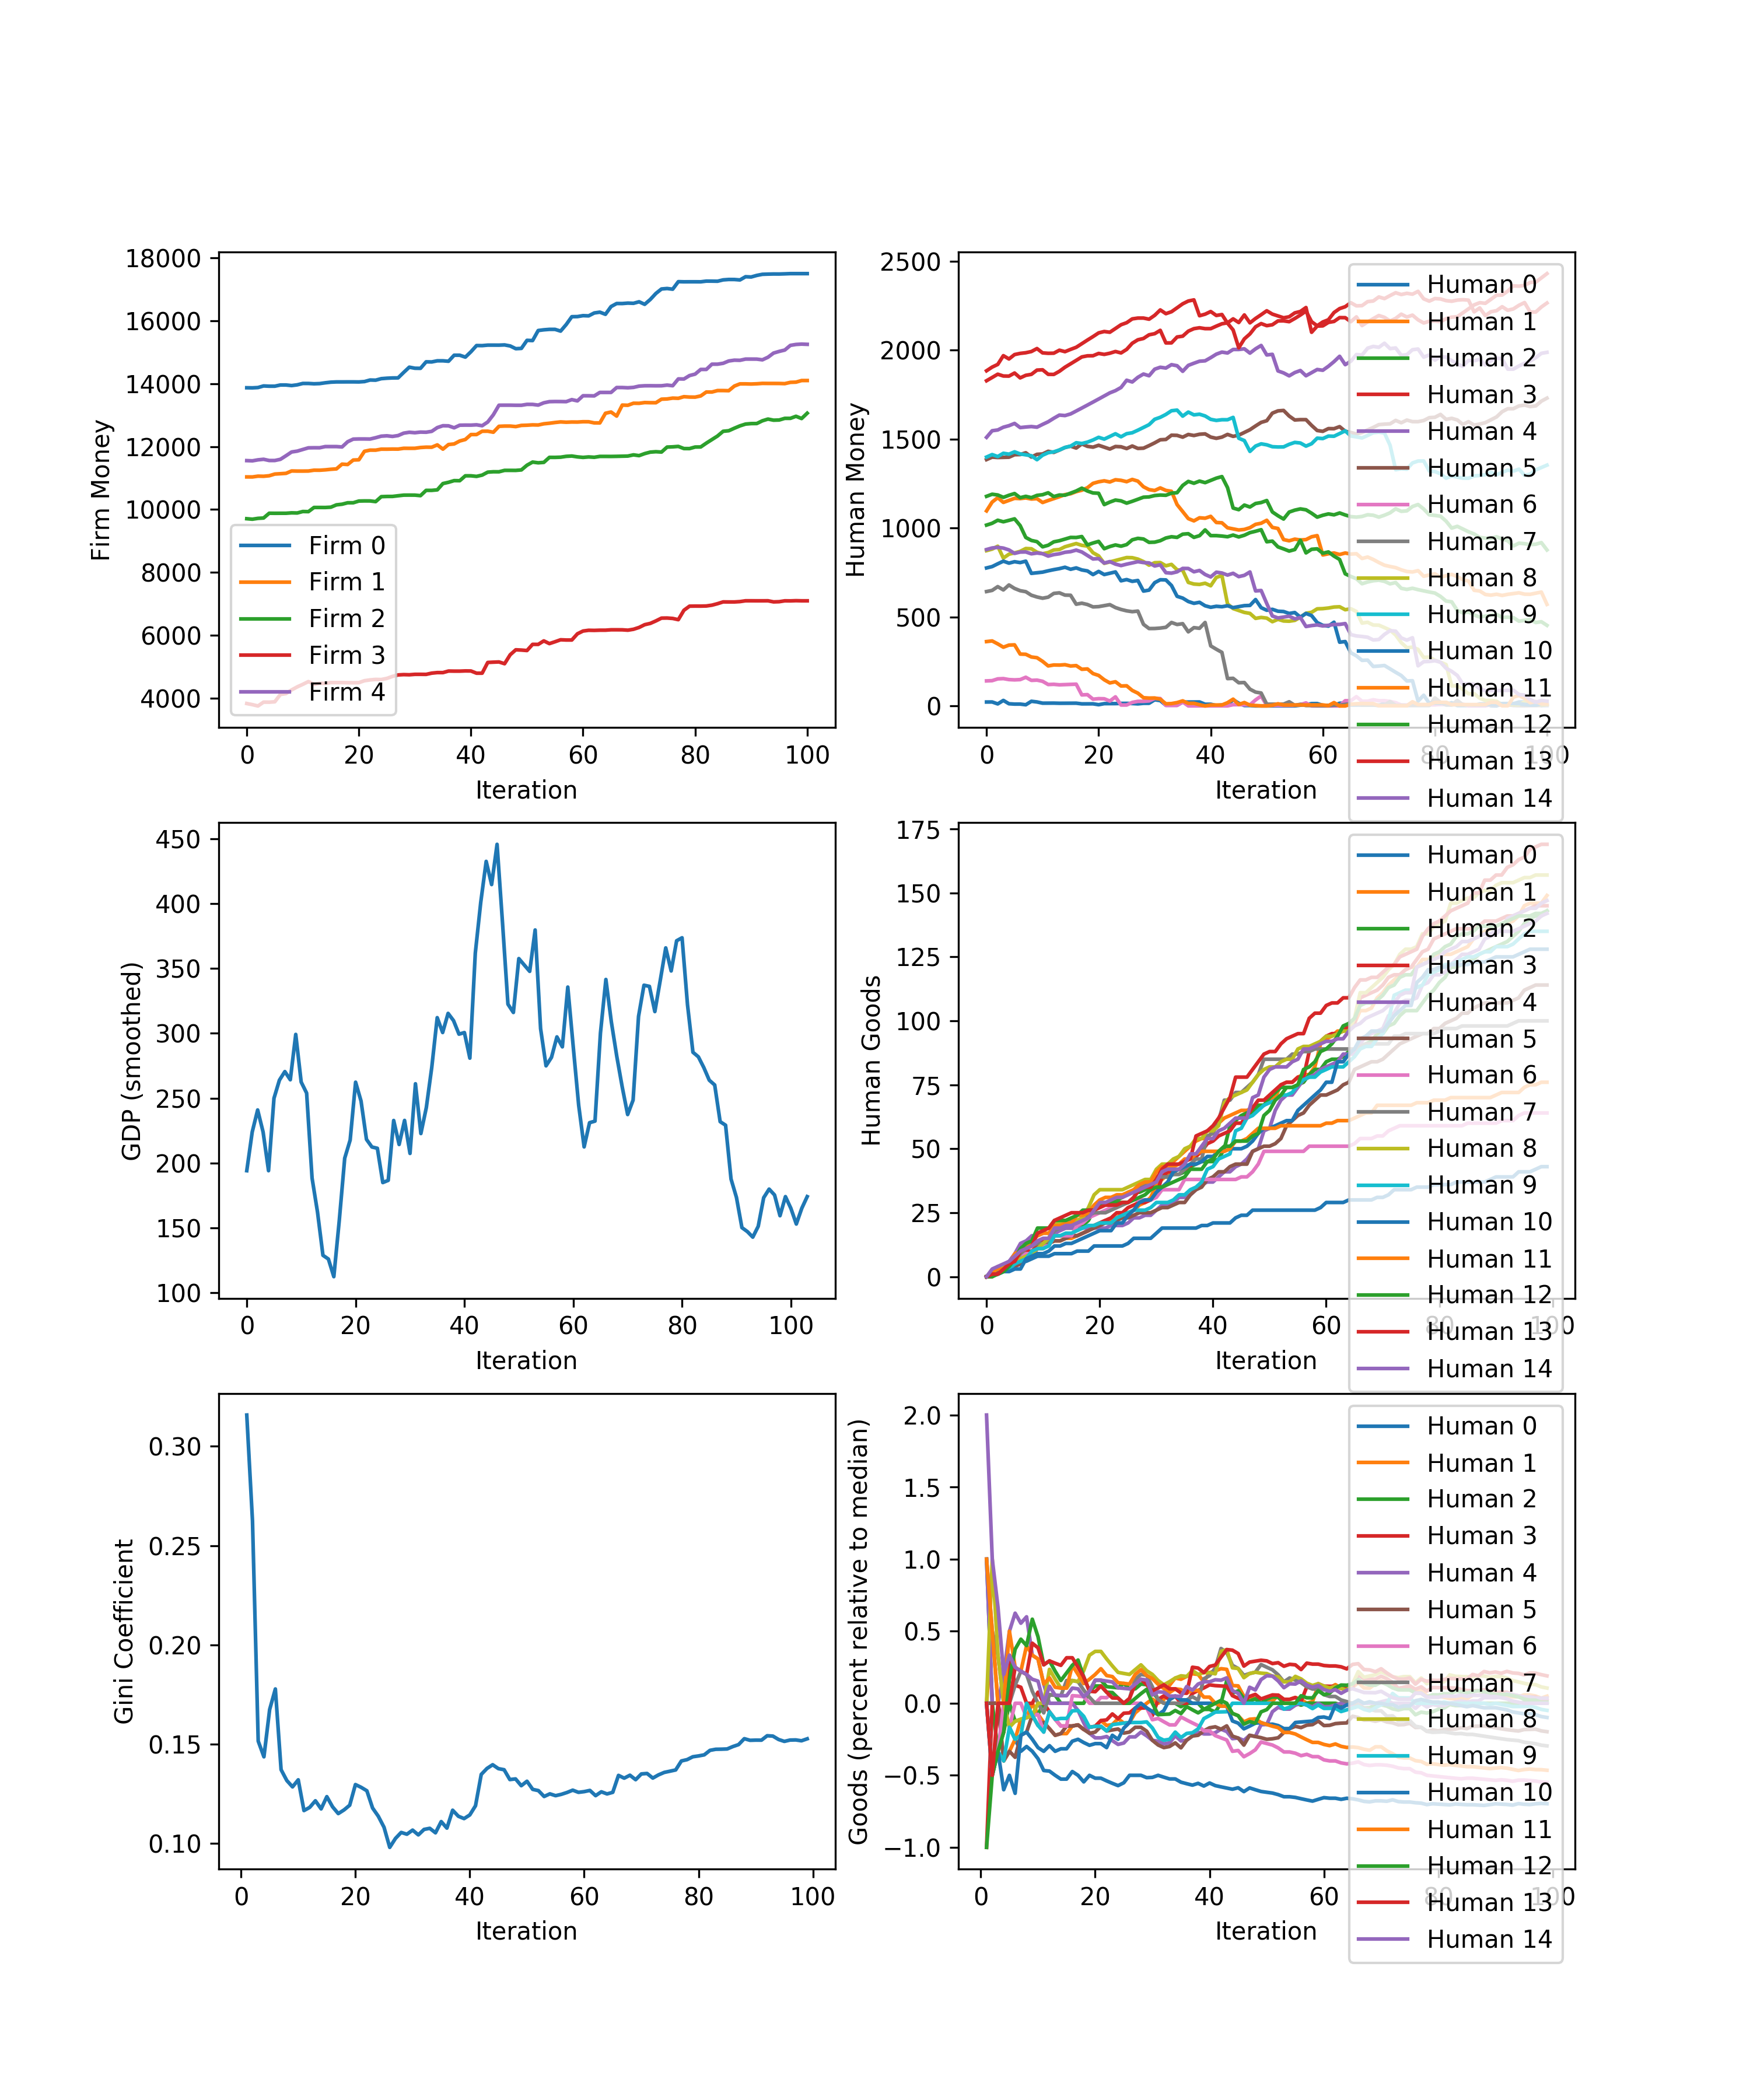 Firm Money
18000
16000
14000
12000
10000
8000
6000
4000
Firm 0
Firm 1
Firm 2
Firm 3
Firm 4
0 20 40 60 80 100
Iteration
Human Money
2500
2000
1500
1000
500
0
Human 0
Human 1
Human 2
Human 3
Human 4
Human 5
Human 6
Human 7
Human 8
Human 9
Human 10
Human 11
Human 12
Human 13
Human 14
0 20 40 60 80 100
Iteration
GDP (smoothed)
450
400
350
300
250
200
150
100
0 20 40 60 80 100
Iteration
Human Goods
175
150
125
100
75
50
25
0
Human 0
Human 1
Human 2
Human 3
Human 4
Human 5
Human 6
Human 7
Human 8
Human 9
Human 10
Human 11
Human 12
Human 13
Human 14
0 20 40 60 80 100
Iteration
Gini Coefficient
0.30
0.25
0.20
0.15
0.10
0 20 40 60 80 100
Iteration
Goods (percent relative to median)
2.0
1.5
1.0
0.5
0.0
−0.5
−1.0
Human 0
Human 1
Human 2
Human 3
Human 4
Human 5
Human 6
Human 7
Human 8
Human 9
Human 10
Human 11
Human 12
Human 13
Human 14
0 20 40 60 80 100
Iteration